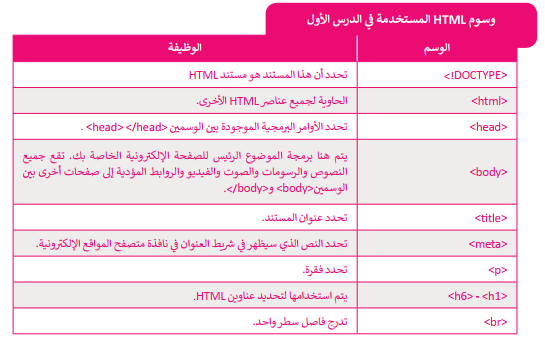 وسوم HTML المستخدمة في الدرس الأول
الوسم الوظيفة
<!DOCTYPE> تحدد أن هذا المستند هو مستند HTML
<html> الحاوية لجميع عناصر HTML الأخرى.
<head> تحدد الأوامر البرمجية الموجودة بين الوسمين <head> </head> .
يتم هنا برمجة الموضوع الرئيس للصفحة الإلكترونية الخاصة بك. تقع جميع
<body> النصوص والرسومات والصوت والفيديو والروابط المؤدية إلى صفحات أخرى بين
الوسمين<body> و</body>.
<title> تحدد عنوان المستند.
<meta> تحدد النص الذي سيظهر في شريط العنوان في نافذة متصفح المواقع الإلكترونية.
<p> تحدد فقرة.
<h1> - <h6> يتم استخدامها لتحديد عناوين HTML.
<br> تدرج فاصل سطر واحد.